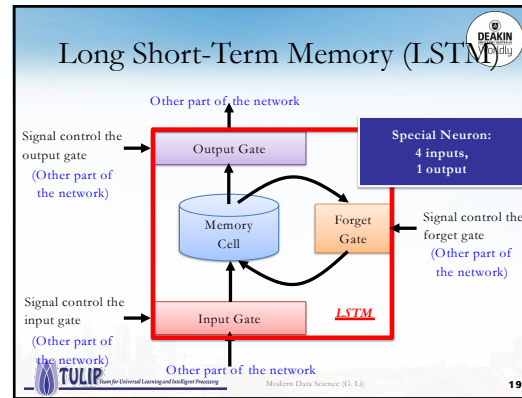 Long Short-Term Memory (LSTM)
DEAKIN
Worldly
Other part of the network
Signal control the
output gate
(Other part of
the network)
Output Gate
Special Neuron:
4 inputs,
1 output
Memory
Cell
Forget
Gate
Signal control the
forget gate
(Other part of
the network)
Signal control the
input gate
(Other part of
the network)
Input Gate
LSTM
Other part of the network
TULIP Team for Universal Learning and Intelligent Processing
Modern Data Science (G. Li)
19